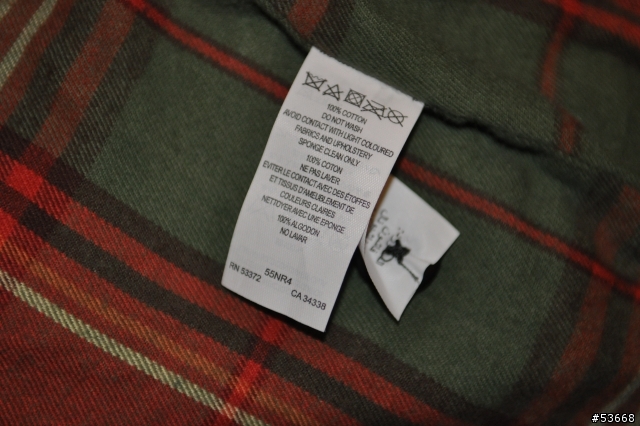 100% COTTON
DO NOT WASH
AVOID CONTACT WITH LIGHT COLOURED
FABRICS AND UPHOLSTERY
SPONGE CLEAN ONLY
100% COTON
NE PAS LAVER
EVITER LE CONTACT AVEC DES ÉTOFFES
ET TISSUS D'AMEUBLEMENT DE
COULEURS CLAIRES
NETTOYER AVEC UNE EPONGE
100% ALGODON
NO LAVAR
RN 53372 55NR4 CA 34338
#53668